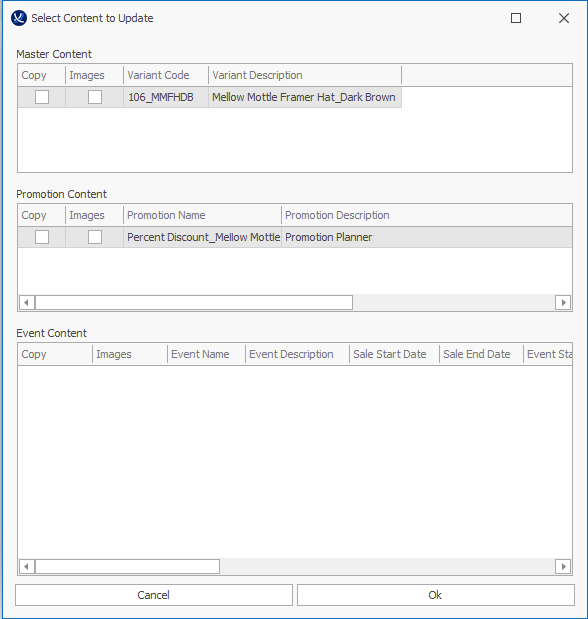 Select Content to Update
Master Content
Copy Images Variant Code Variant Description
106_MMFHDB Mellow Mottle Framer Hat_Dark Brown
Promotion Content
Copy Images Promotion Name Promotion Description
Percent Discount_Mellow Mottle Promotion Planner
Event Content
Copy Images Event Name Event Description Sale Start Date Sale End Date Event Sta
Cancel Ok